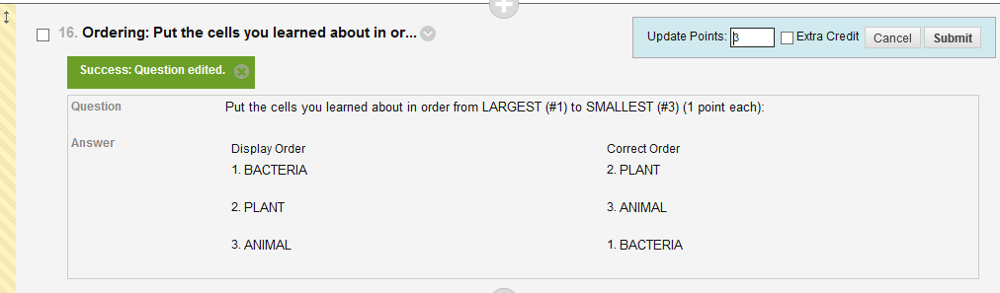 16. Ordering: Put the cells you learned about in or...
Update Points: 3 Extra Credit Cancel Submit
Success: Question edited.
Question Put the cells you learned about in order from LARGEST (#1) to SMALLEST (#3) (1 point each):
Answer
Display Order Correct Order
1. BACTERIA 2. PLANT
2. PLANT 3. ANIMAL
3. ANIMAL 1. BACTERIA